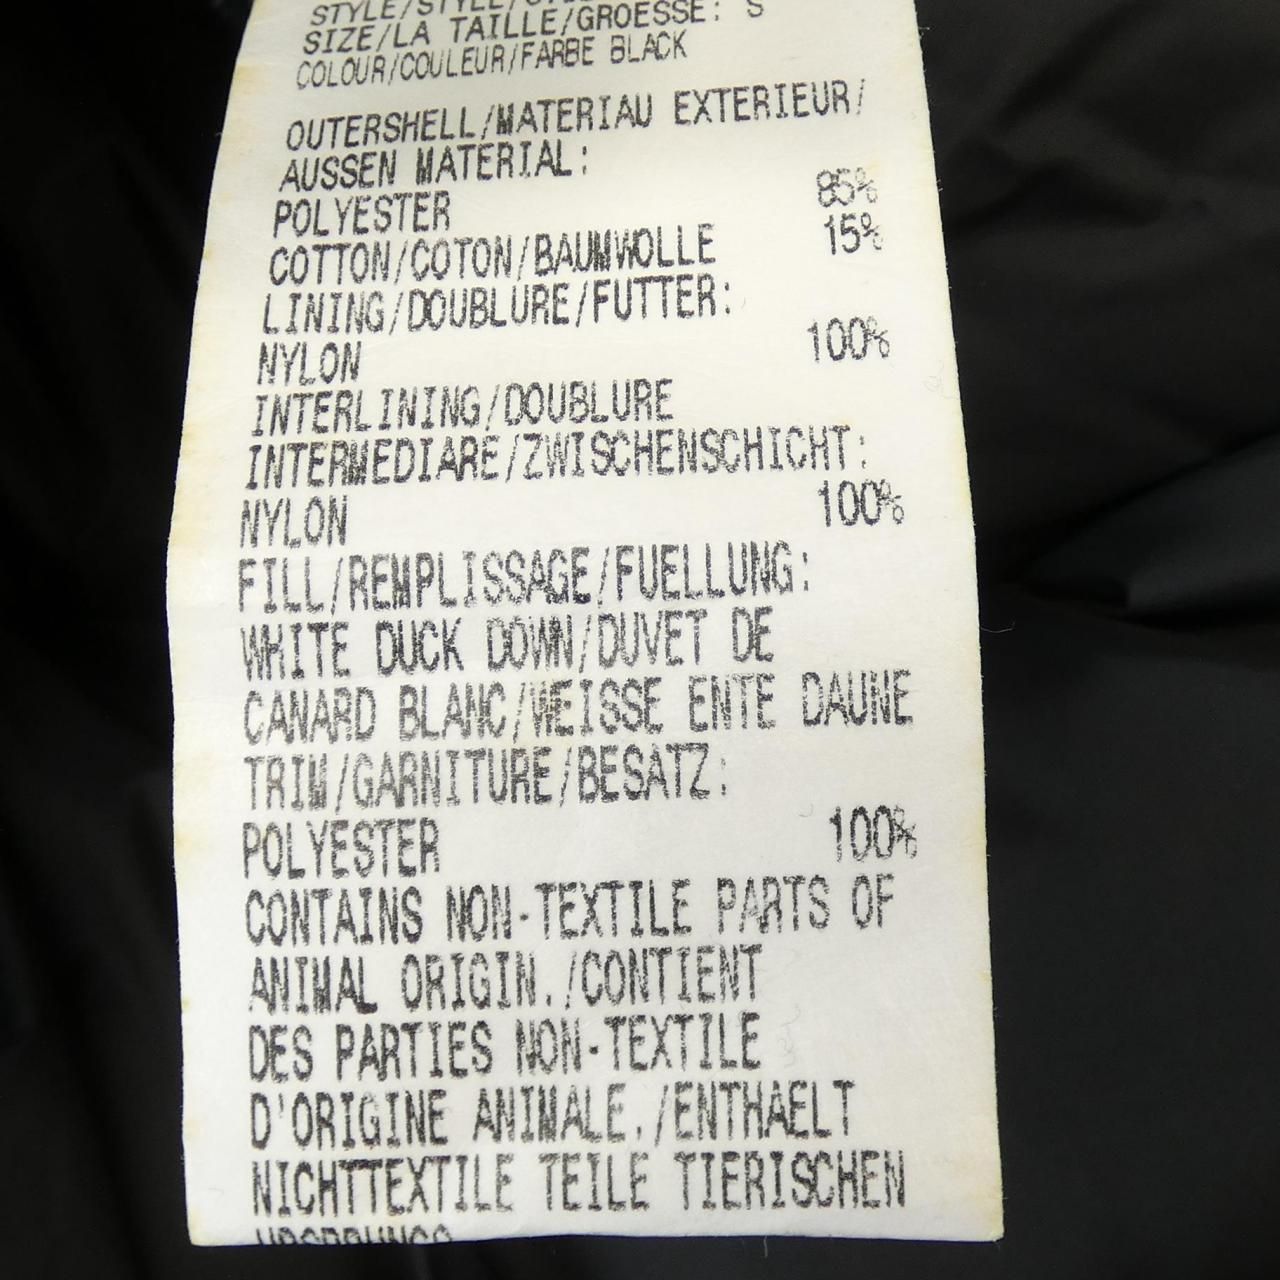 STYLE/STYLE/
SIZE/LA TAILLE/GROESSE: S
COLOUR/COULEUR/FARBE BLACK
OUTERSHELL/MATERIAU EXTERIEUR/
AUSSEN MATERIAL:
POLYESTER 85%
COTTON/COTON/BAUMWOLLE 15%
LINING/DOUBLURE/FUTTER:
NYLON 100%
INTERLINING/DOUBLURE
INTERMEDIARE/ZWISCHENSCHICHT:
NYLON 100%
FILL/REMPLISSAGE/FUELLUNG:
WHITE DUCK DOWN/DUVET DE
CANARD BLANC/WEISSE ENTE DAUNE
TRIM/GARNITURE/BESATZ:
POLYESTER 100%
CONTAINS NON-TEXTILE PARTS OF
ANIMAL ORIGIN./CONTIENT
DES PARTIES NON-TEXTILE
D'ORIGINE ANIMALE./ENTHAELT
NICHTTEXTILE TEILE TIERISCHEN